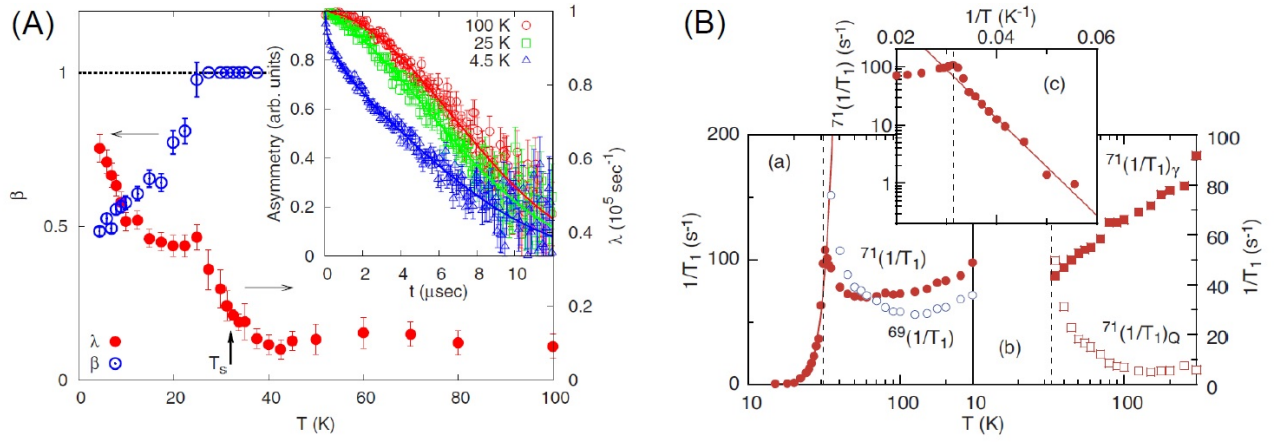 (A)
β
1
0.5
0
0
20
40
60
80
100
T (K)
λ
β
T_s
Asymmetry (arb. units)
1
0.8
0.6
0.4
0.2
0.0
0
2
4
6
8
10
12
t (μsec)
100 K
25 K
4.5 K
1
0.8
0.6
0.4
0.2
0
λ (10⁵ sec⁻¹)
(B)
1/T (K⁻¹)
0.02
0.04
0.06
⁷¹(1/T₁) (s⁻¹)
100
10
1
(c)
200
100
0
1/T₁ (s⁻¹)
(a)
⁷¹(1/T₁)
⁶⁹(1/T₁)
10
100
T (K)
(b)
⁷¹(1/T₁)γ
⁷¹(1/T₁)Q
100
100
80
60
40
20
0
1/T₁ (s⁻¹)